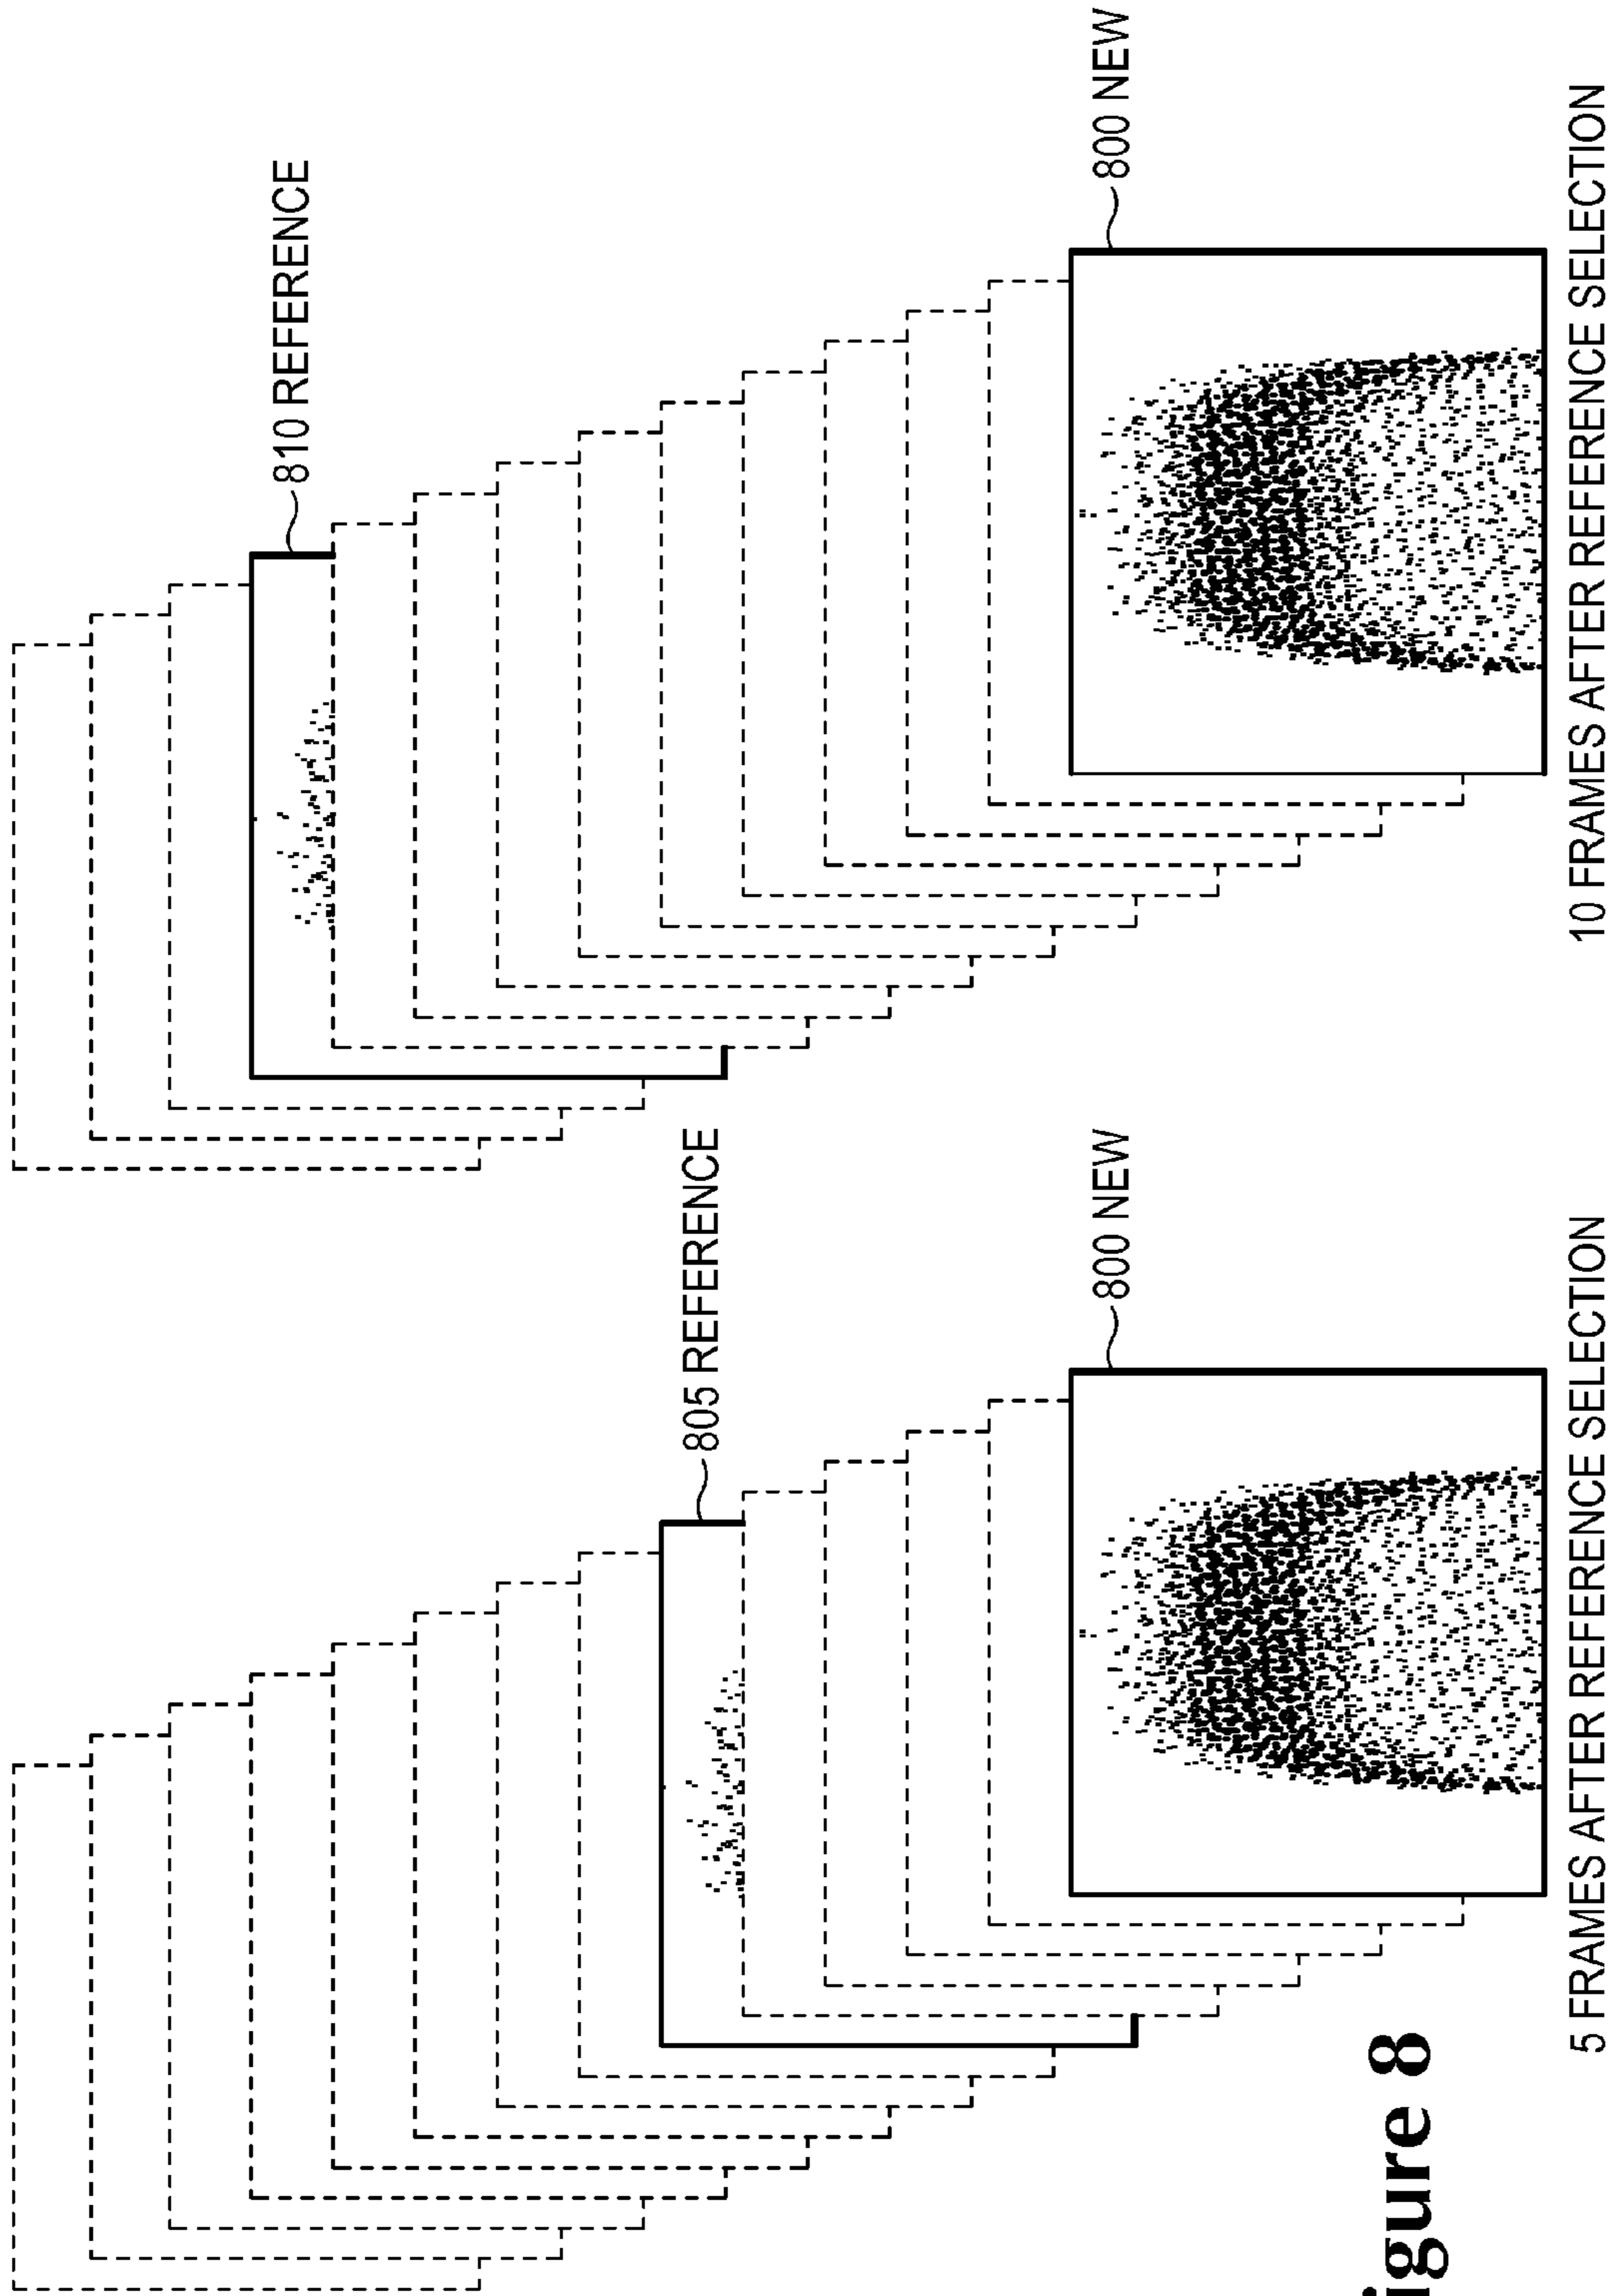 810 REFERENCE
800 NEW
10 FRAMES AFTER REFERENCE SELECTION
805 REFERENCE
800 NEW
5 FRAMES AFTER REFERENCE SELECTION
igure 8